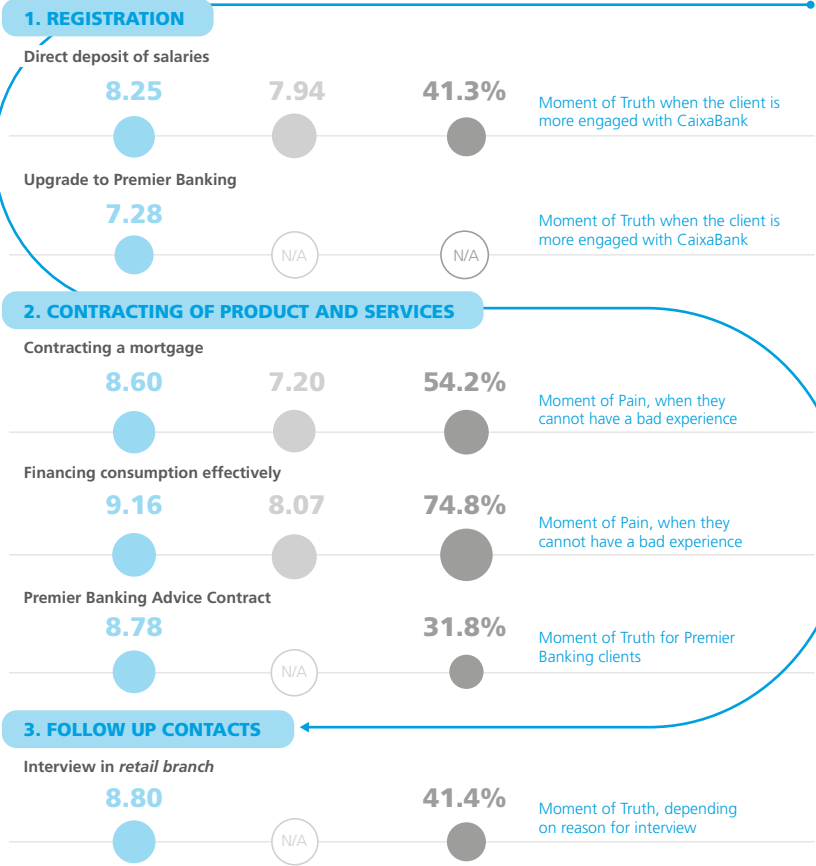 1. REGISTRATION
Direct deposit of salaries
8.25 7.94 41.3%
Moment of Truth when the client is
more engaged with CaixaBank
Upgrade to Premier Banking
7.28
N/A N/A
Moment of Truth when the client is
more engaged with CaixaBank
2. CONTRACTING OF PRODUCT AND SERVICES
Contracting a mortgage
8.60 7.20 54.2%
Moment of Pain, when they
cannot have a bad experience
Financing consumption effectively
9.16 8.07 74.8%
Moment of Pain, when they
cannot have a bad experience
Premier Banking Advice Contract
8.78 31.8%
N/A
Moment of Truth for Premier
Banking clients
3. FOLLOW UP CONTACTS
Interview in retail branch
8.80 41.4%
N/A
Moment of Truth, depending
on reason for interview